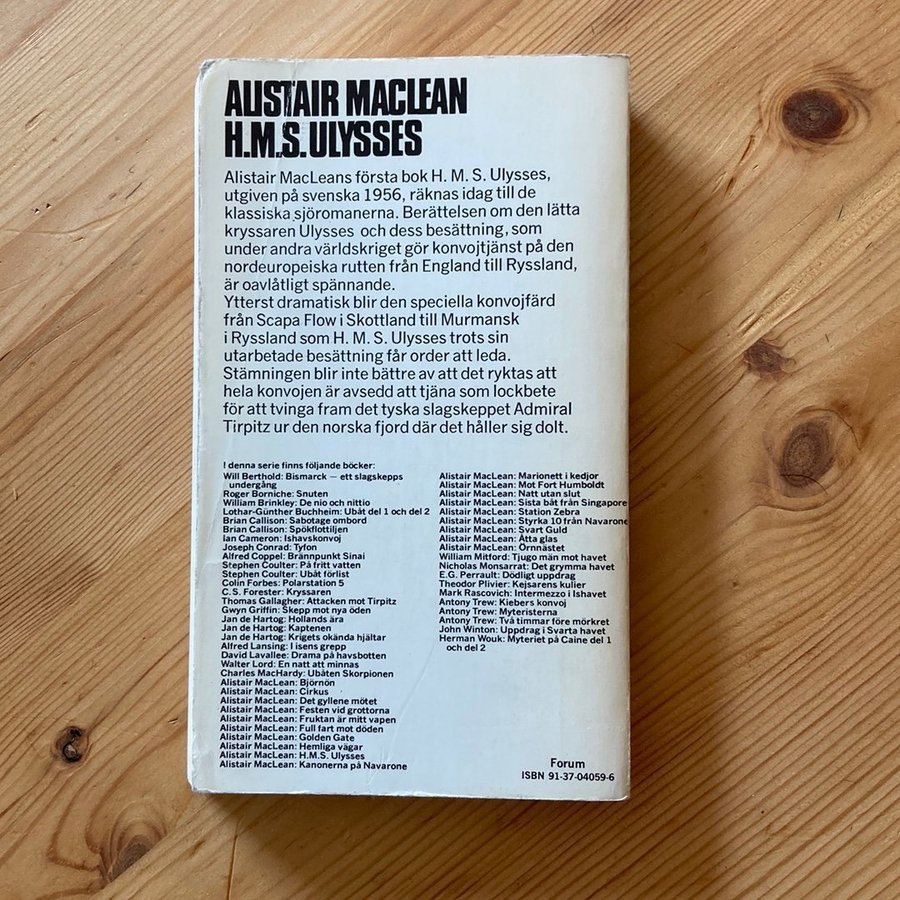 ALISTAIR MACLEAN
H.M.S. ULYSSES
Alistair MacLeans första bok H. M. S. Ulysses,
utgiven på svenska 1956, räknas idag till de
klassiska sjöromanerna. Berättelsen om den lätta
kryssaren Ulysses och dess besättning, som
under andra världskriget gör konvojtjänst på den
nordeuropeiska rutten från England till Ryssland,
är oavlåtligt spännande.
Ytterst dramatisk blir den speciella konvojfärd
från Scapa Flow i Skottland till Murmansk
i Ryssland som H. M. S. Ulysses trots sin
utarbetade besättning får order att leda.
Stämningen blir inte bättre av att det ryktas att
hela konvojen är avsedd att tjäna som lockbete
för att tvinga fram det tyska slagskeppet Admiral
Tirpitz ur den norska fjord där det håller sig dolt.
I denna serie finns följande böcker:
Will Berthold: Bismarck – ett slagskepps
undergång
Roger Borniche: Snuten
William Brinkley: De nio och nittio
Lothar-Günther Buchheim: Ubåt del 1 och del 2
Brian Callison: Sabotage ombord
Brian Callison: Spökflottiljen
Ian Cameron: Ishavskonvoj
Joseph Conrad: Tyfon
Alfred Coppel: Brännpunkt Sinai
Stephen Coulter: På fritt vatten
Stephen Coulter: Ubåt förlist
Colin Forbes: Polarstation 5
C.S. Forester: Kryssaren
Thomas Gallagher: Attacken mot Tirpitz
Gwyn Griffin: Skepp mot nya öden
Jan de Hartog: Hollands ära
Jan de Hartog: Kaptenen
Jan de Hartog: Krigets okända hjältar
Alfred Lansing: I isens grepp
David Lavallee: Drama på havsbotten
Walter Lord: En natt att minnas
Charles MacHardy: Ubåten Skorpionen
Alistair MacLean: Björnön
Alistair MacLean: Cirkus
Alistair MacLean: Det gyllene mötet
Alistair MacLean: Festen vid grottorna
Alistair MacLean: Fruktan är mitt vapen
Alistair MacLean: Full fart mot döden
Alistair MacLean: Golden Gate
Alistair MacLean: Hemliga vägar
Alistair MacLean: H.M.S. Ulysses
Alistair MacLean: Kanonerna på Navarone
Alistair MacLean: Marionett i kedjor
Alistair MacLean: Mot Fort Humboldt
Alistair MacLean: Natt utan slut
Alistair MacLean: Sista båt från Singapore
Alistair MacLean: Station Zebra
Alistair MacLean: Styrka 10 från Navarone
Alistair MacLean: Svart Guld
Alistair MacLean: Åtta glas
Alistair MacLean: Örnnästet
William Mitford: Tjugo män mot havet
Nicholas Monsarrat: Det grymma havet
E.G. Perrault: Dödligt uppdrag
Theodor Plivier: Kejsarens kulier
Mark Rascovich: Intermezzo i Ishavet
Antony Trew: Kiebers konvoj
Antony Trew: Myteristerna
Antony Trew: Två timmar före mörkret
John Winton: Uppdrag i Svarta havet
Herman Wouk: Myteriet på Caine del 1
och del 2
Forum
ISBN 91-37-04059-6